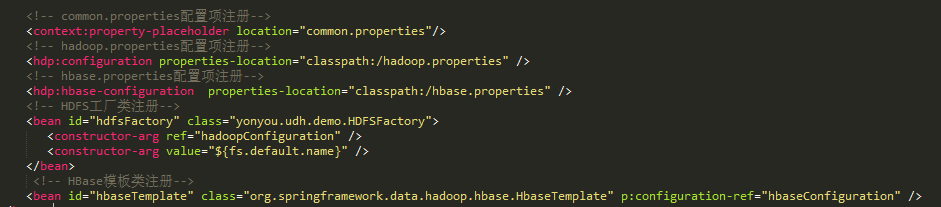 <!-- common.properties配置项注册-->
<context:property-placeholder location="common.properties"/>
<!-- hadoop.properties配置项注册-->
<hdp:configuration properties-location="classpath:/hadoop.properties" />
<!-- hbase.properties配置项注册-->
<hdp:hbase-configuration  properties-location="classpath:/hbase.properties" />
<!-- HDFS工厂类注册-->
<bean id="hdfsFactory" class="yonyou.udh.demo.HDFSFactory">
<constructor-arg ref="hadoopConfiguration" />
<constructor-arg value="${fs.default.name}" />
</bean>
<!-- HBase模板类注册-->
<bean id="hbaseTemplate" class="org.springframework.data.hadoop.hbase.HbaseTemplate" p:configuration-ref="hbaseConfiguration" />